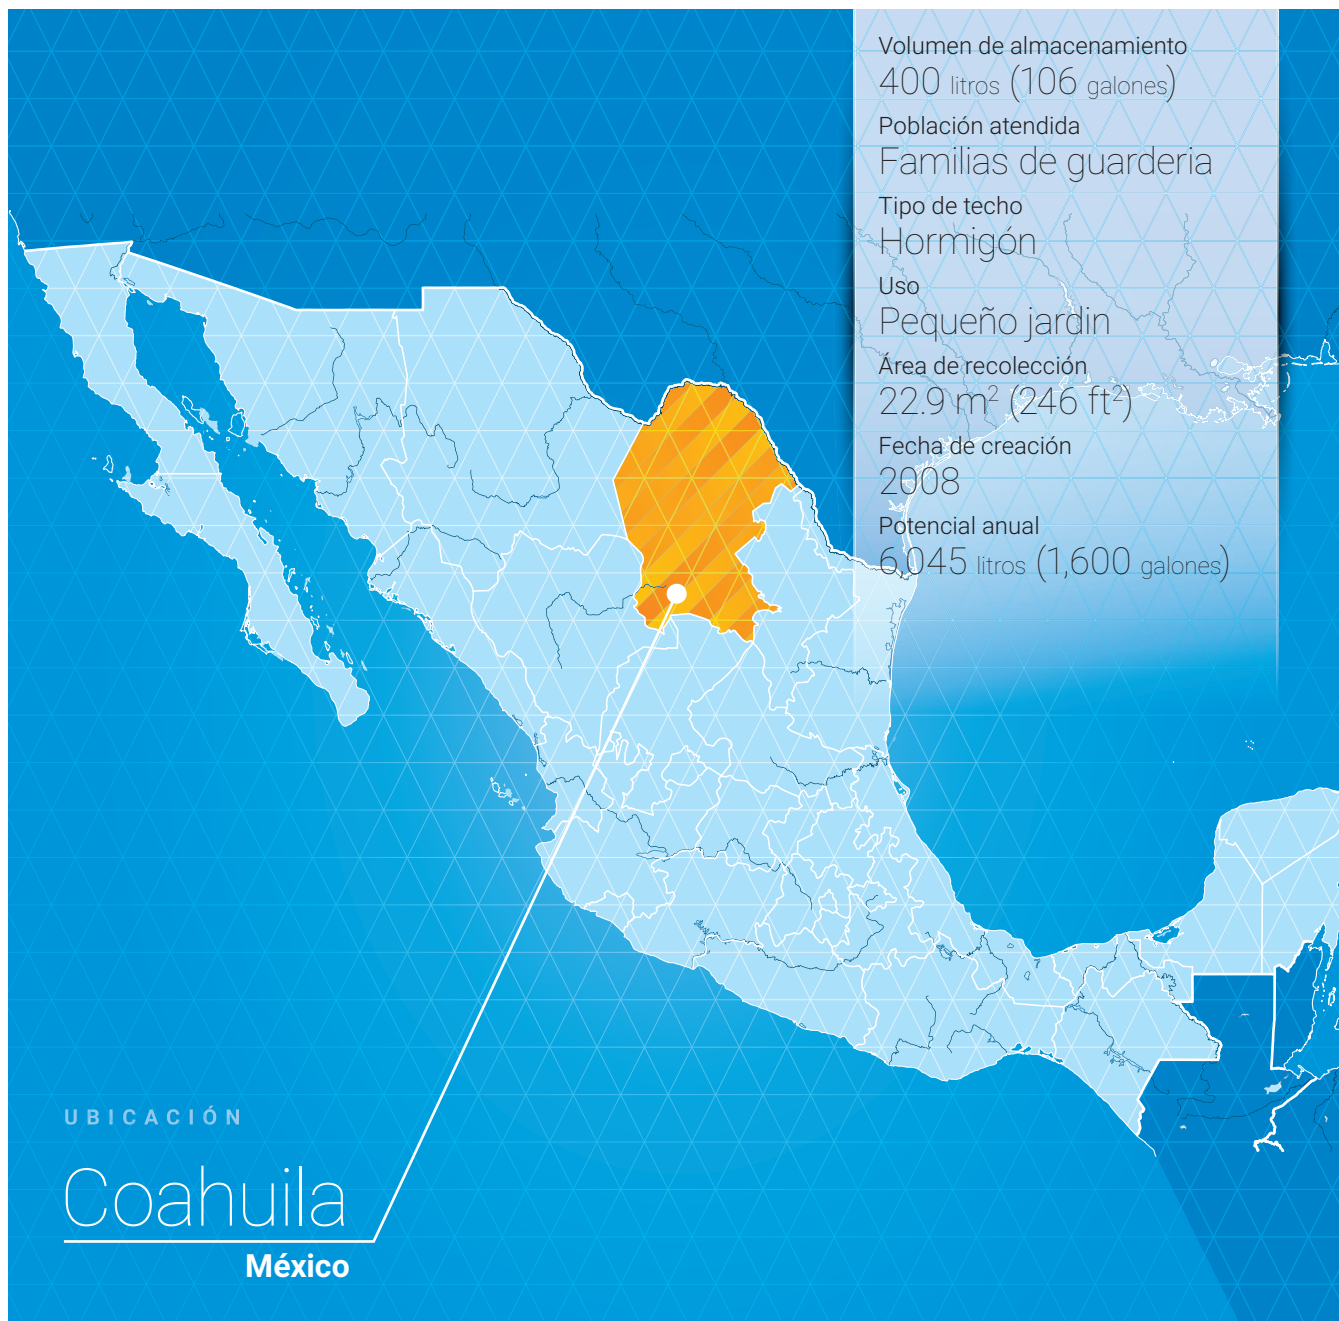 Volumen de almacenamiento
400 litros (106 galones)
Población atendida
Familias de guarderia
Tipo de techo
Hormigón
Uso
Pequeño jardin
Área de recolección
22.9 m² (246 ft²)
Fecha de creación
2008
Potencial anual
6,045 litros (1,600 galones)
UBICACIÓN
Coahuila
México